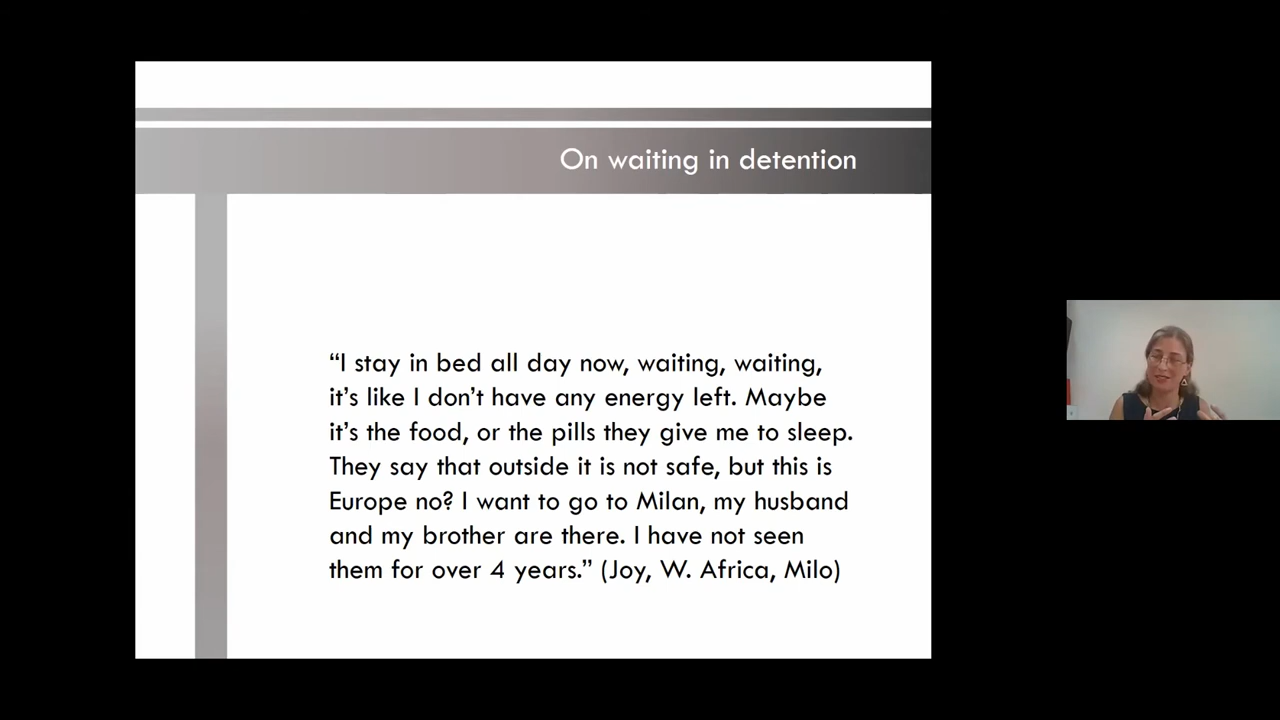 On waiting in detention
“I stay in bed all day now, waiting, waiting,
it’s like I don’t have any energy left. Maybe
it’s the food, or the pills they give me to sleep.
They say that outside it is not safe, but this is
Europe no? I want to go to Milan, my husband
and my brother are there. I have not seen
them for over 4 years.” (Joy, W. Africa, Milo)